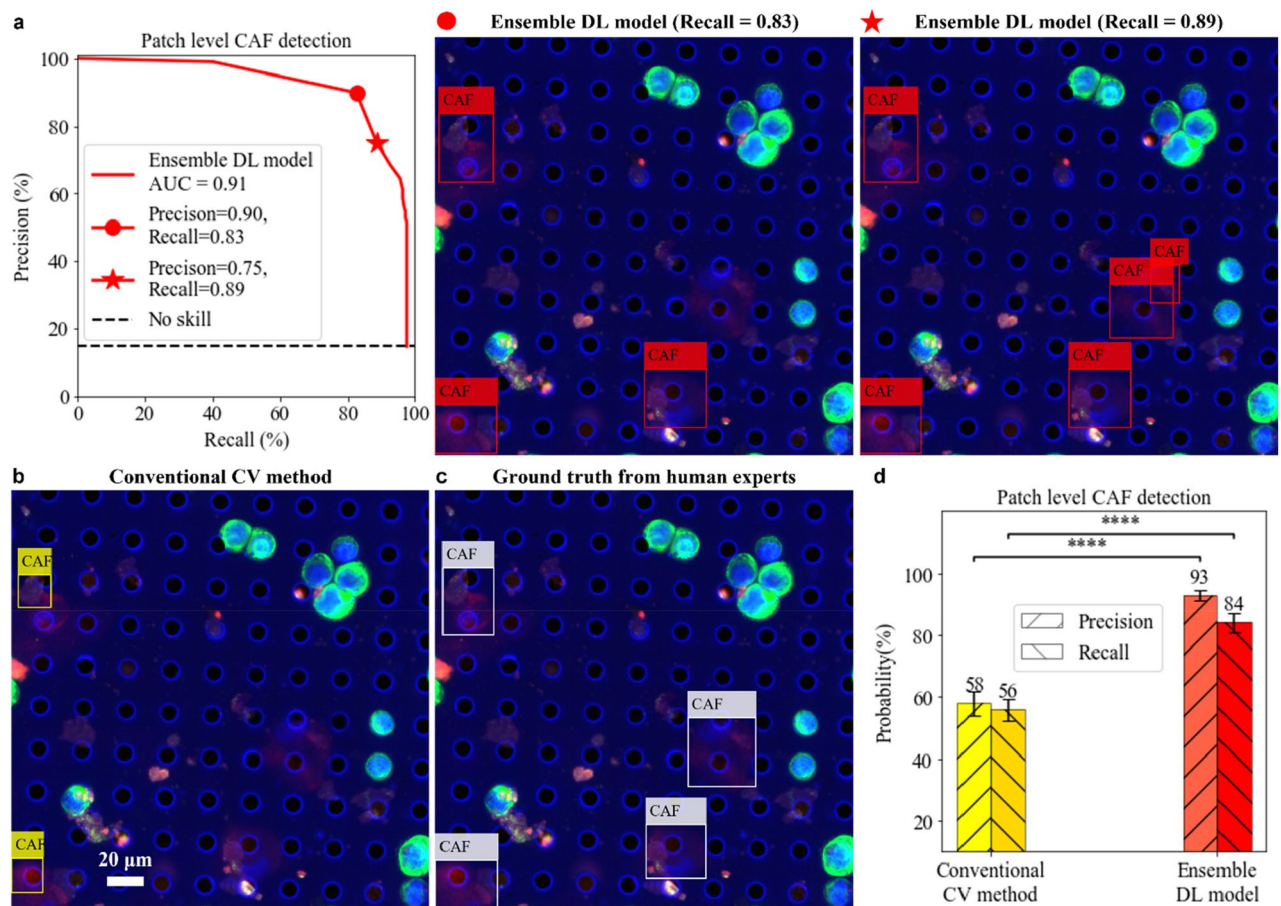 a
Patch level CAF detection
Precision (%)
100
80
60
40
20
0
Ensemble DL model
AUC = 0.91
Precison=0.90,
Recall=0.83
Precison=0.75,
Recall=0.89
No skill
0 20 40 60 80 100
Recall (%)
Ensemble DL model (Recall = 0.83)
CAF
CAF
CAF
Ensemble DL model (Recall = 0.89)
CAF
CAF
CAF
CAF
CAF
b Conventional CV method
CAF
CAF
20 µm
c Ground truth from human experts
CAF
CAF
CAF
CAF
d
Patch level CAF detection
Probability(%)
100
80
60
40
20
****
****
93
84
58
56
Precision
Recall
Conventional
CV method
Ensemble
DL model